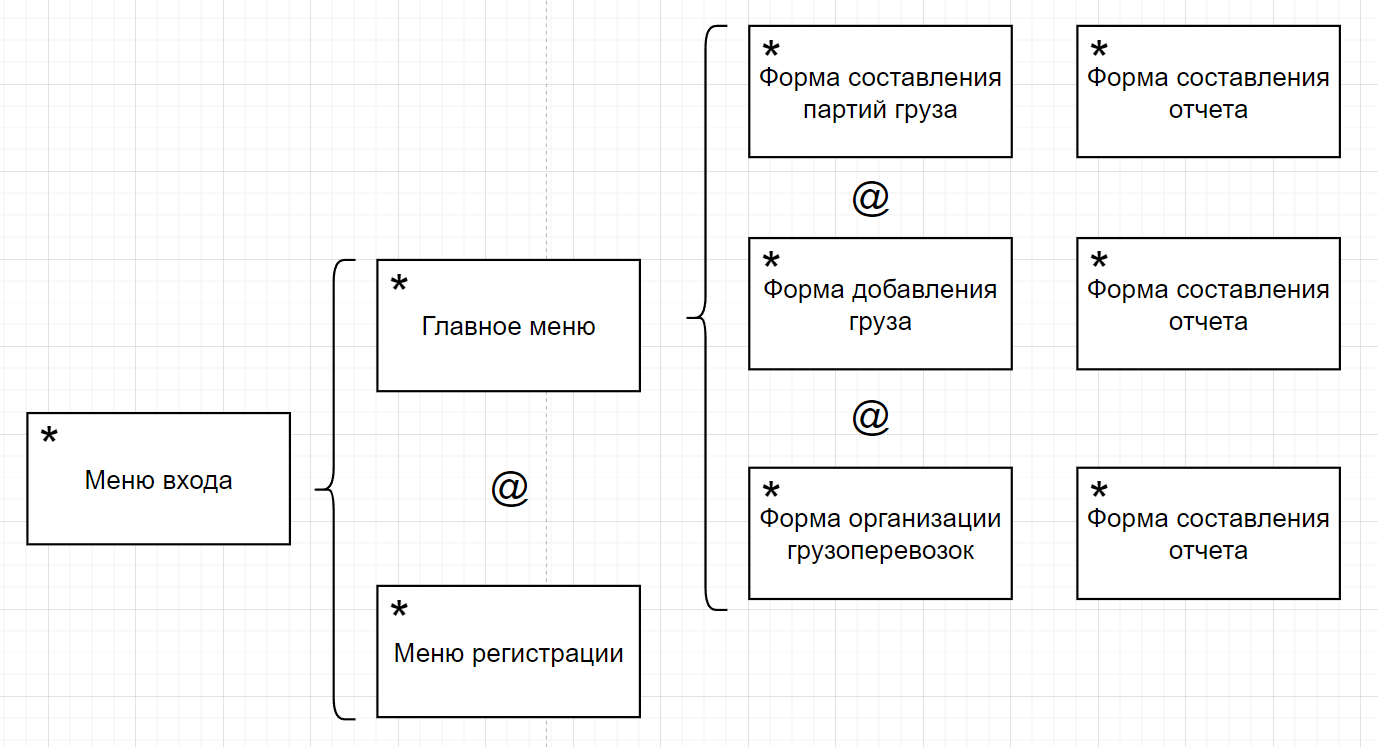 *
Меню входа
*
Главное меню
@
*
Меню регистрации
*
Форма составления
партий груза
@
*
Форма добавления
груза
@
*
Форма организации
грузоперевозок
*
Форма составления
отчета
*
Форма составления
отчета
*
Форма составления
отчета